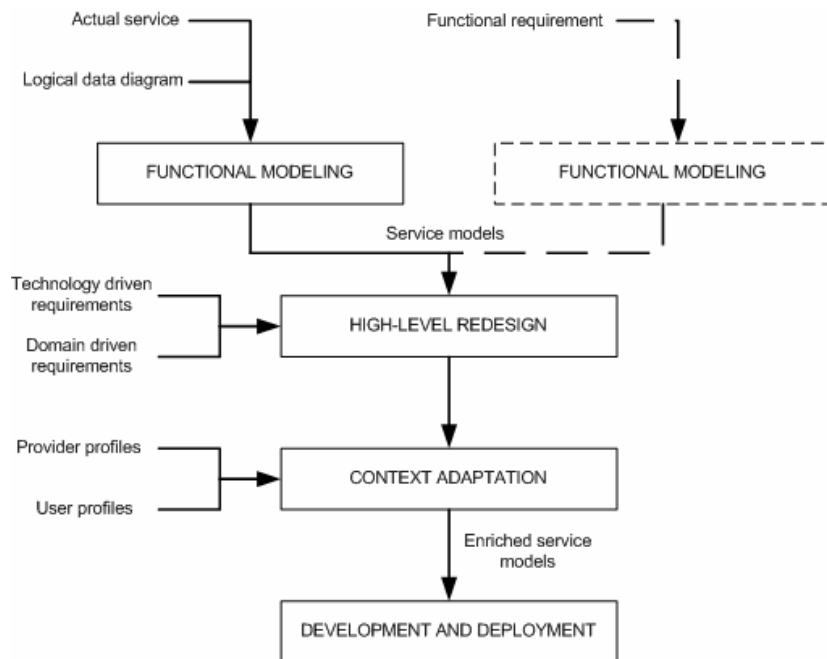 Actual service
Functional requirement
Logical data diagram
FUNCTIONAL MODELING
FUNCTIONAL MODELING
Service models
Technology driven
requirements
HIGH-LEVEL REDESIGN
Domain driven
requirements
Provider profiles
CONTEXT ADAPTATION
User profiles
Enriched service
models
DEVELOPMENT AND DEPLOYMENT